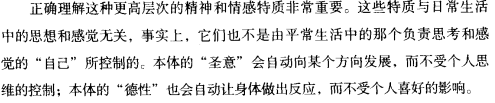 正确理解这种更高层次的精神和情感特质非常重要。这些特质与日常生活
中的思想和感觉无关，事实上，它们也不是由平常生活中的那个负责思考和感
觉的“自己”所控制的。本体的“圣意”会自动向某个方向发展，而不受个人思
维的控制；本体的“德性”也会自动让身体做出反应，而不受个人喜好的影响。